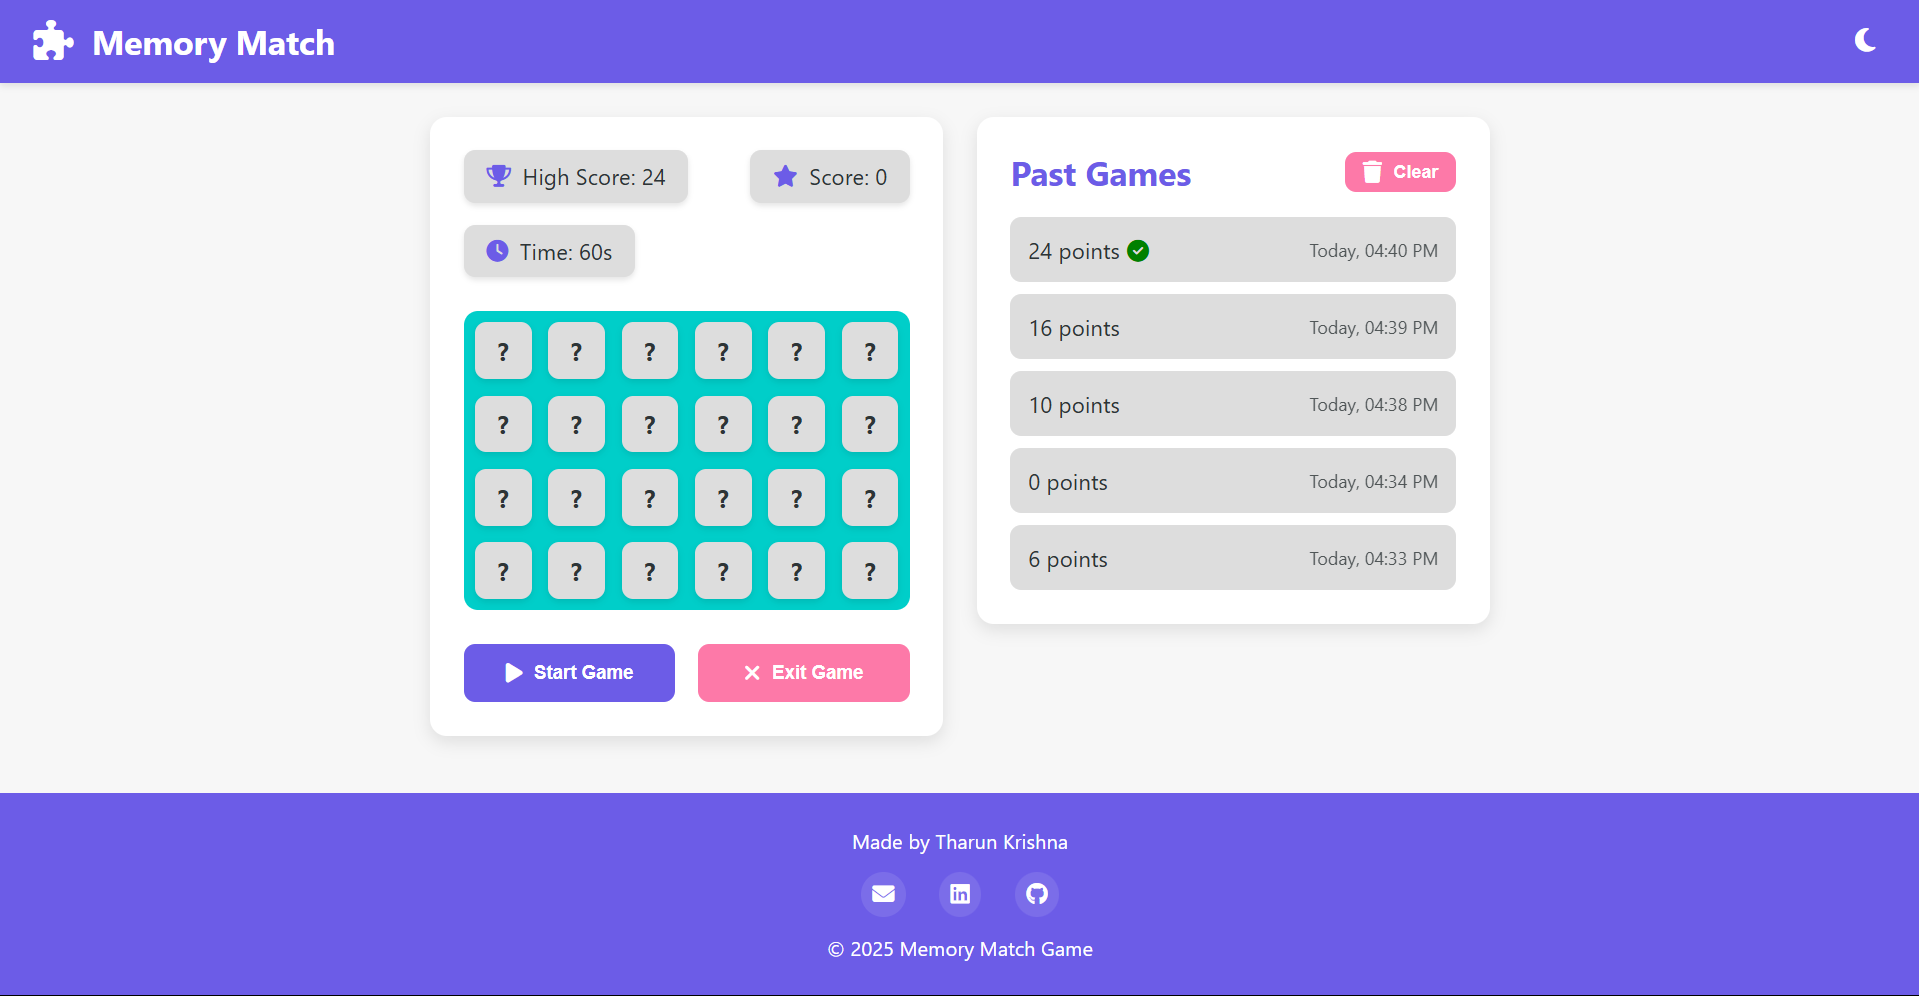 Memory Match
High Score: 24
Score: 0
Time: 60s
? ? ? ? ? ?
? ? ? ? ? ?
? ? ? ? ? ?
? ? ? ? ? ?
Start Game
Exit Game
Past Games
Clear
24 points Today, 04:40 PM
16 points Today, 04:39 PM
10 points Today, 04:38 PM
0 points Today, 04:34 PM
6 points Today, 04:33 PM
Made by Tharun Krishna
in
© 2025 Memory Match Game